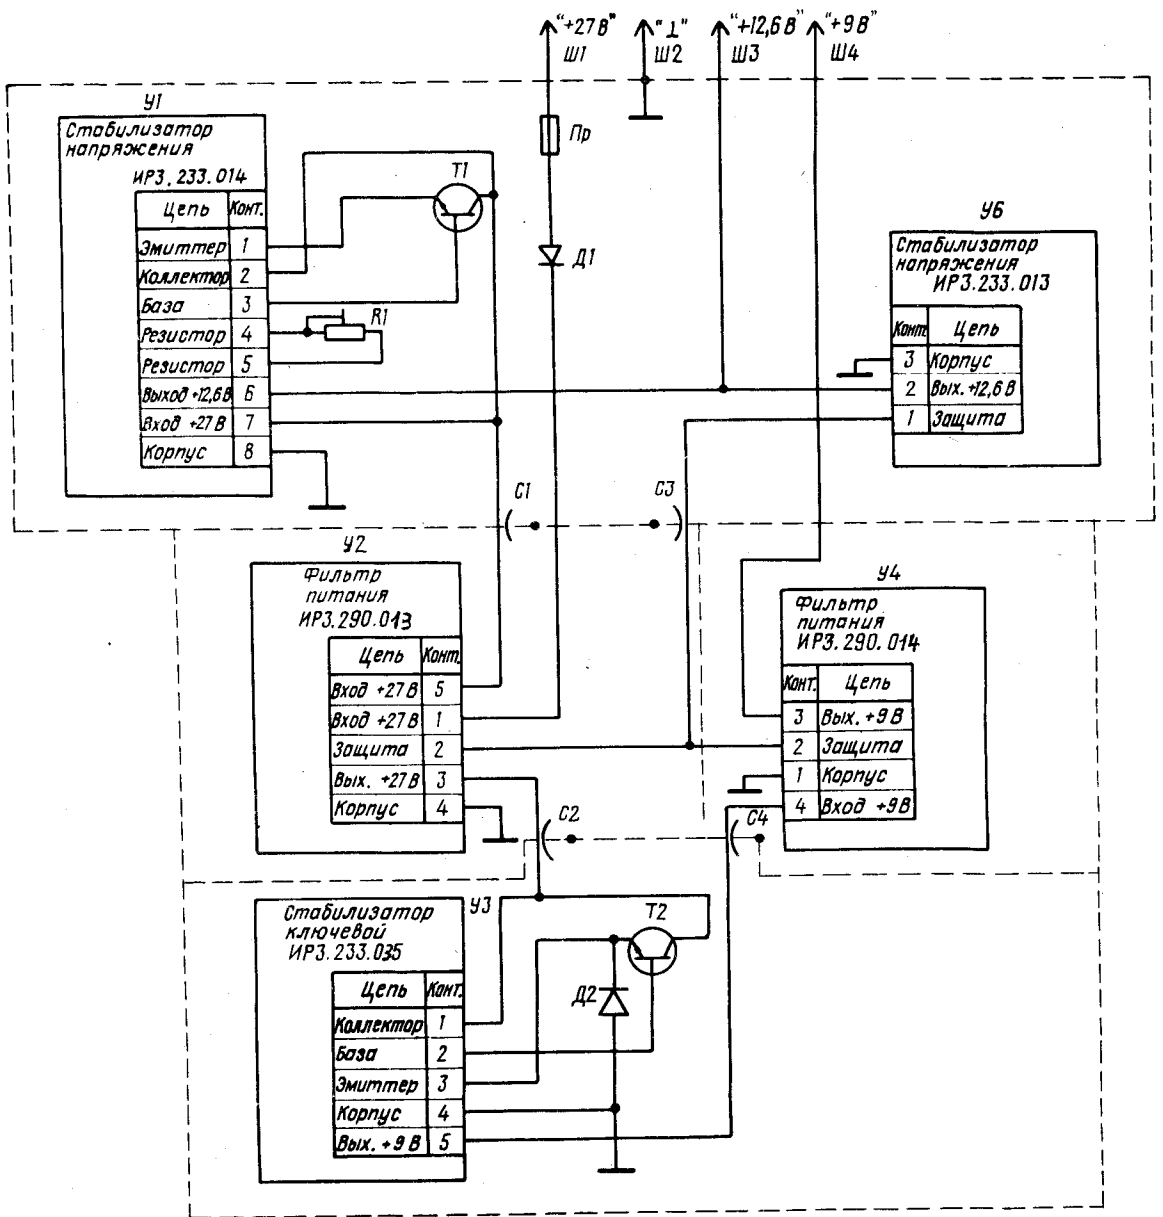 "+27 В"
Ш1
"⊥"
Ш2
"+12,6 В"
Ш3
"+9 В"
Ш4
У1
Стабилизатор
напряжения
ИР3.233.014
Цепь Конт.
Эмиттер 1
Коллектор 2
База 3
Резистор 4
Резистор 5
Выход +12,6 В 6
Вход +27 В 7
Корпус 8
Т1
R1
Пр
Д1
У6
Стабилизатор
напряжения
ИР3.233.013
Конт Цепь
3 Корпус
2 Вых. +12,6 В
1 Защита
С1
С3
У2
Фильтр
питания
ИР3.290.013
Цепь Конт.
Вход +27 В 5
Вход +27 В 1
Защита 2
Вых. +27 В 3
Корпус 4
У4
Фильтр
питания
ИР3.290.014
Конт. Цепь
3 Вых. +9 В
2 Защита
1 Корпус
4 Вход +9 В
С2
С4
У3
Стабилизатор
ключевой
ИР3.233.035
Цепь Конт.
Коллектор 1
База 2
Эмиттер 3
Корпус 4
Вых. +9 В 5
Т2
Д2